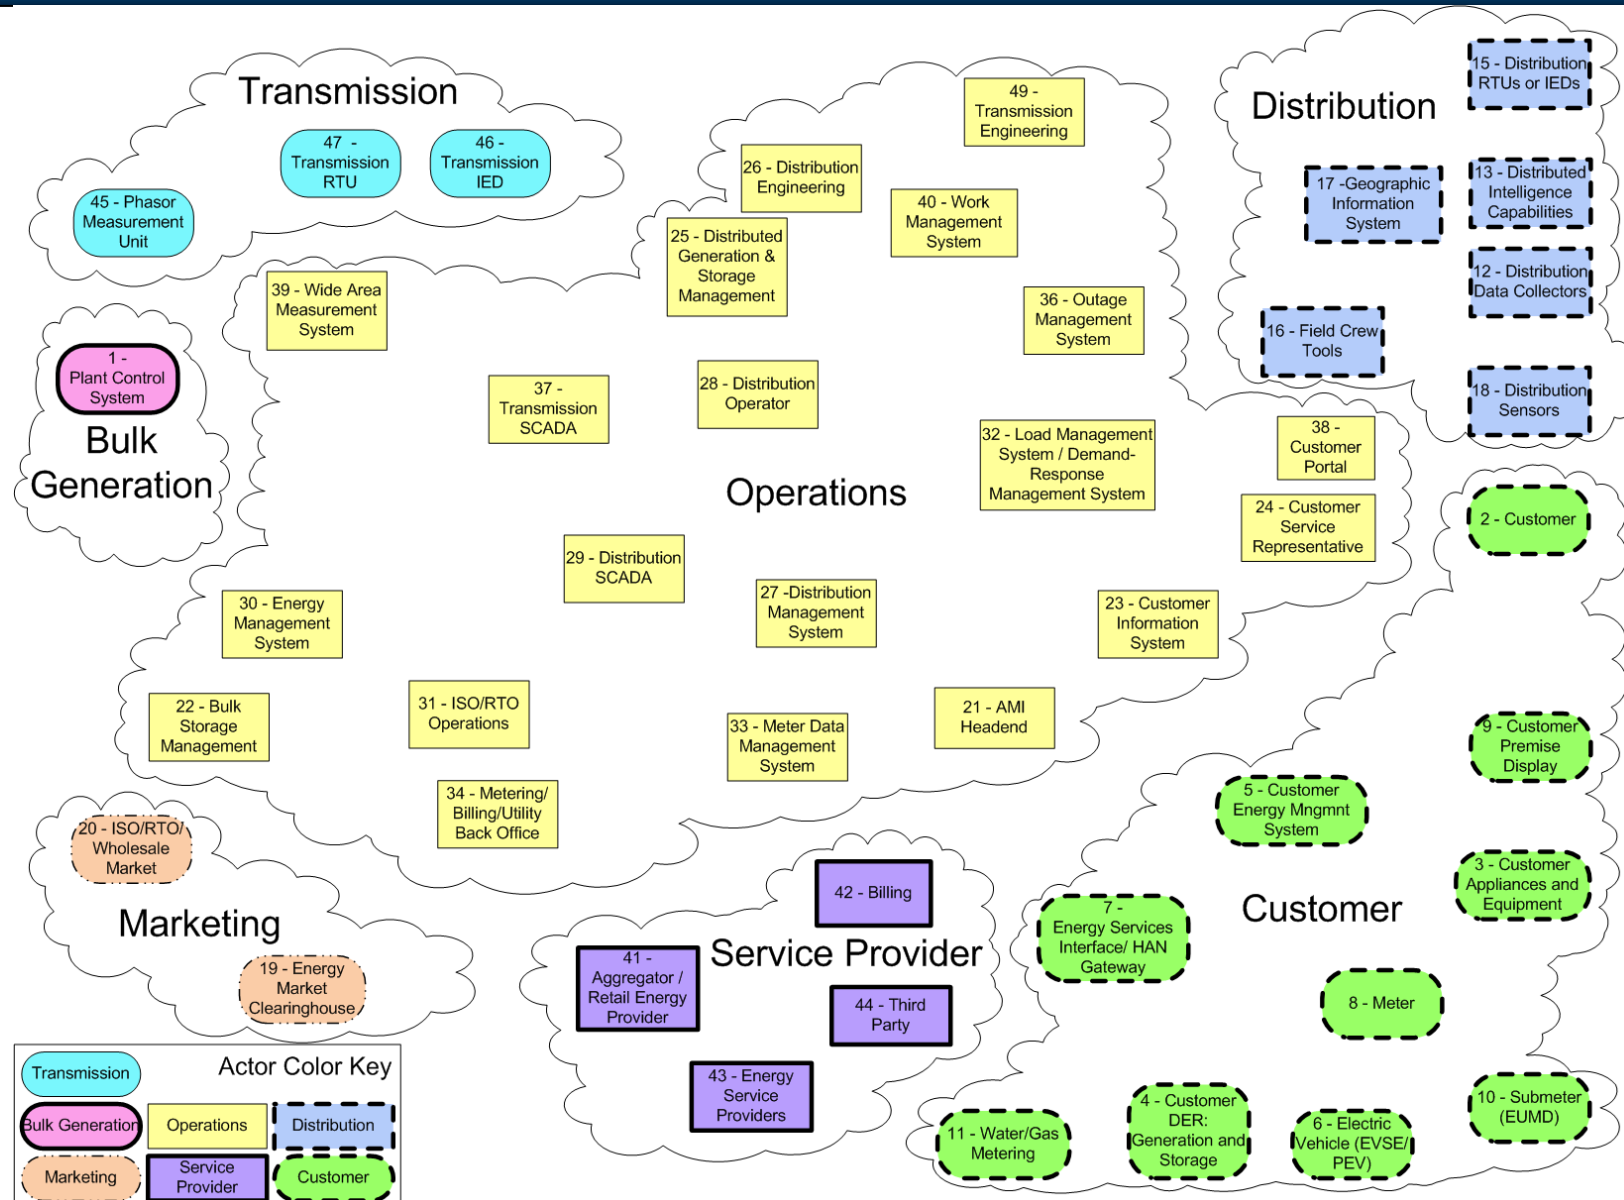 Transmission
47 -
Transmission
RTU
46 -
Transmission
IED
45 - Phasor
Measurement
Unit
1 -
Plant Control
System
Bulk
Generation
49 -
Transmission
Engineering
26 - Distribution
Engineering
40 - Work
Management
System
25 - Distributed
Generation &
Storage
Management
39 - Wide Area
Measurement
System
36 - Outage
Management
System
37 -
Transmission
SCADA
28 - Distribution
Operator
32 - Load Management
System / Demand-
Response
Management System
38 -
Customer
Portal
Operations
24 - Customer
Service
Representative
29 - Distribution
SCADA
27 -Distribution
Management
System
30 - Energy
Management
System
23 - Customer
Information
System
22 - Bulk
Storage
Management
31 - ISO/RTO
Operations
33 - Meter Data
Management
System
21 - AMI
Headend
34 - Metering/
Billing/Utility
Back Office
Distribution
15 - Distribution
RTUs or IEDs
17 -Geographic
Information
System
13 - Distributed
Intelligence
Capabilities
12 - Distribution
Data Collectors
16 - Field Crew
Tools
18 - Distribution
Sensors
2 - Customer
9 - Customer
Premise
Display
5 - Customer
Energy Mngmnt
System
3 - Customer
Appliances and
Equipment
7 -
Energy Services
Interface/ HAN
Gateway
Customer
8 - Meter
10 - Submeter
(EUMD)
4 - Customer
DER:
Generation and
Storage
6 - Electric
Vehicle (EVSE/
PEV)
11 - Water/Gas
Metering
20 - ISO/RTO/
Wholesale
Market
Marketing
19 - Energy
Market
Clearinghouse
42 - Billing
Service Provider
41 -
Aggregator /
Retail Energy
Provider
44 - Third
Party
43 - Energy
Service
Providers
Actor Color Key
Transmission
Bulk Generation
Operations
Distribution
Marketing
Service
Provider
Customer